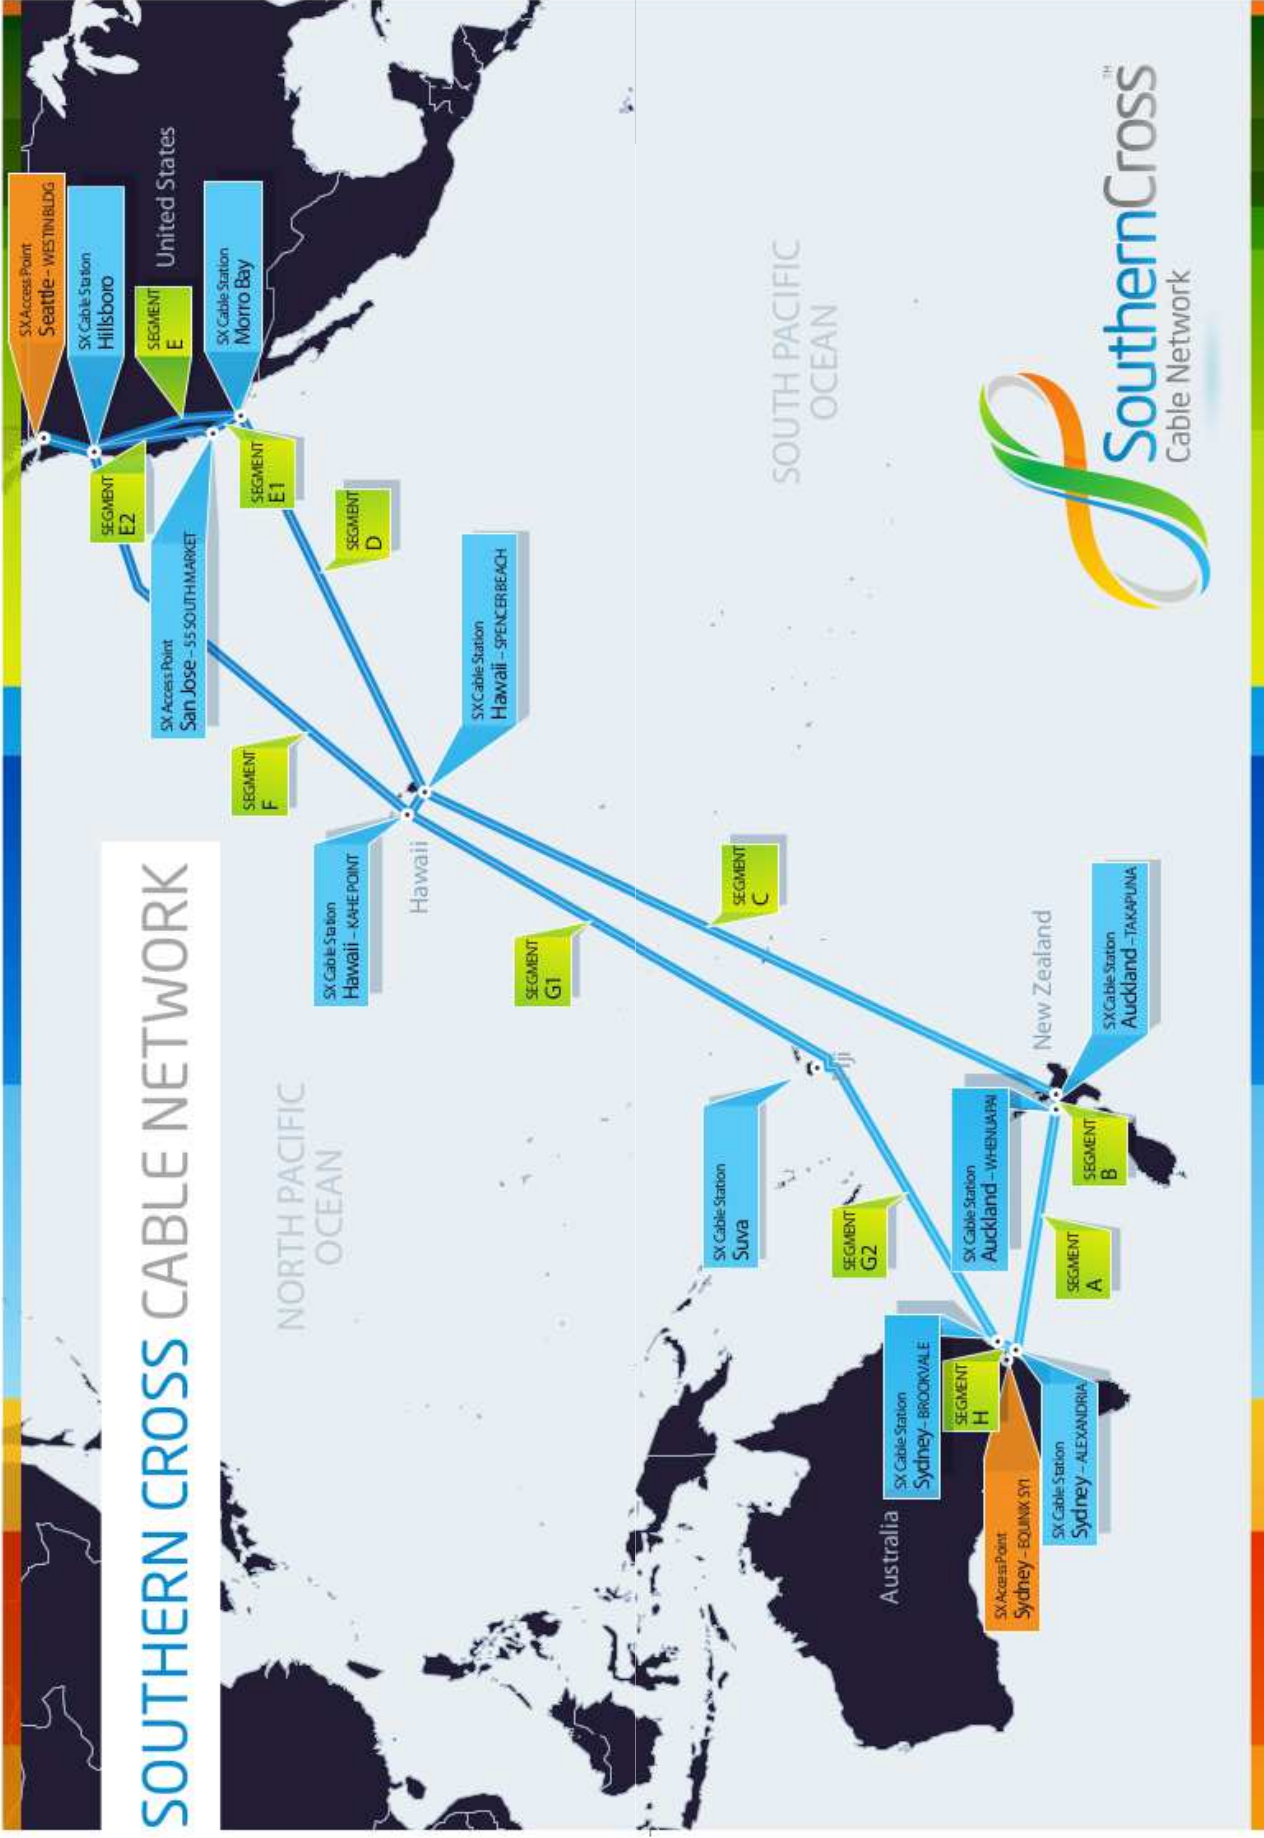 SOUTHERN CROSS CABLE NETWORK
SX Access Point
Seattle – WESTIN BLDG
SX Cable Station
Hillsboro
SEGMENT
E
United States
SX Cable Station
Morro Bay
SEGMENT
E2
SEGMENT
E1
SX Access Point
San Jose – 55 SOUTH MARKET
SEGMENT
D
SEGMENT
F
SX Cable Station
Hawaii – SPENCER BEACH
SX Cable Station
Hawaii – KAHE POINT
Hawaii
NORTH PACIFIC
OCEAN
SEGMENT
G1
SEGMENT
C
SOUTH PACIFIC
OCEAN
SX Cable Station
Suva
SEGMENT
G2
New Zealand
SX Cable Station
Auckland – WHENUAPAI
SX Cable Station
Auckland – TAKAPUNA
SEGMENT
B
SEGMENT
A
SX Cable Station
Sydney – BROOKVALE
SEGMENT
H
Australia
SX Access Point
Sydney – EQUINIX SY1
SX Cable Station
Sydney – ALEXANDRIA
SouthernCross™
Cable Network